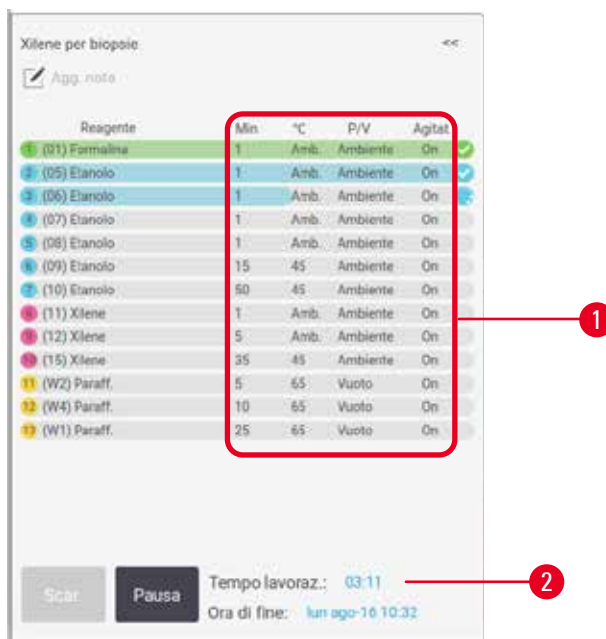 Xilene per biopsie <<
Agg. nota
Reagente Min °C P/V Agitat
1 (01) Formalina 1 Amb. Ambiente On
2 (05) Etanolo 1 Amb. Ambiente On
3 (06) Etanolo 1 Amb. Ambiente On
4 (07) Etanolo 1 Amb. Ambiente On
5 (08) Etanolo 1 Amb. Ambiente On
6 (09) Etanolo 15 45 Ambiente On
7 (10) Etanolo 50 45 Ambiente On
8 (11) Xilene 1 Amb. Ambiente On
9 (12) Xilene 5 Amb. Ambiente On
10 (15) Xilene 35 45 Ambiente On
11 (W2) Paraff. 5 65 Vuoto On
12 (W4) Paraff. 10 65 Vuoto On
13 (W1) Paraff. 25 65 Vuoto On
1
Scar. Pausa Tempo lavoraz.: 03:11 2
Ora di fine: lun ago-16 10:32